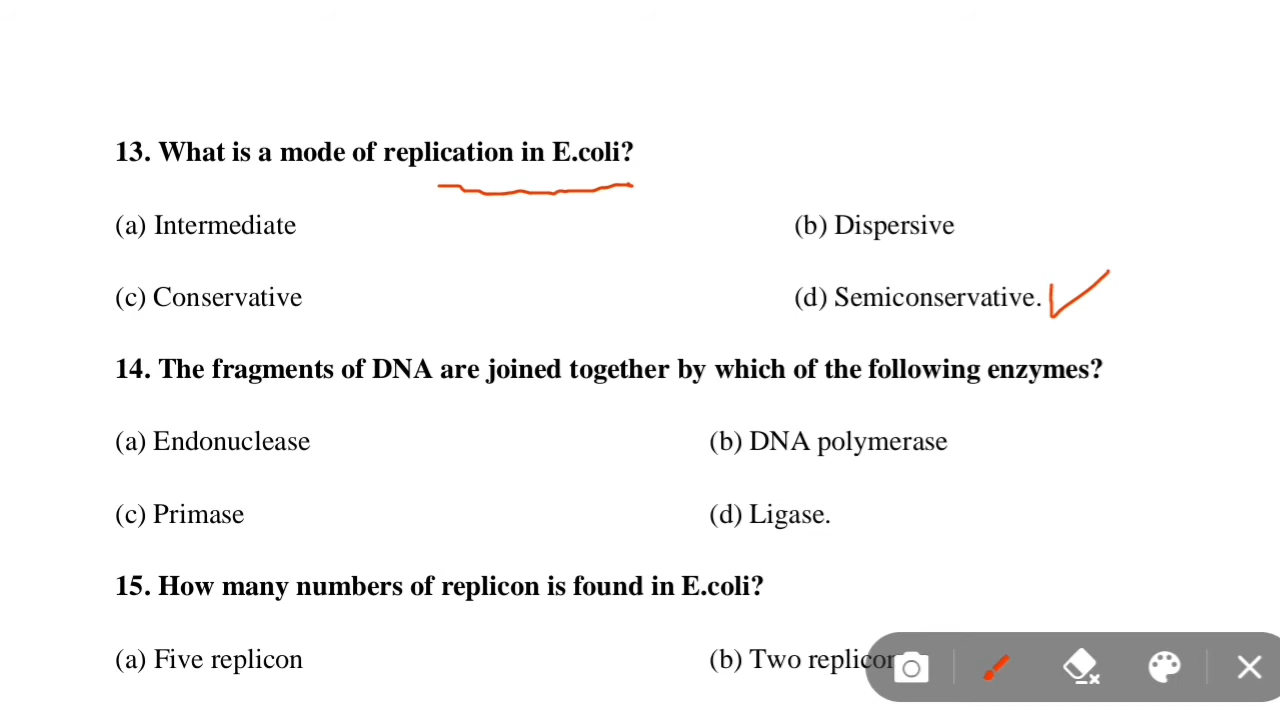 13. What is a mode of replication in E.coli?
(a) Intermediate (b) Dispersive
(c) Conservative (d) Semiconservative.
14. The fragments of DNA are joined together by which of the following enzymes?
(a) Endonuclease (b) DNA polymerase
(c) Primase (d) Ligase.
15. How many numbers of replicon is found in E.coli?
(a) Five replicon (b) Two replicon